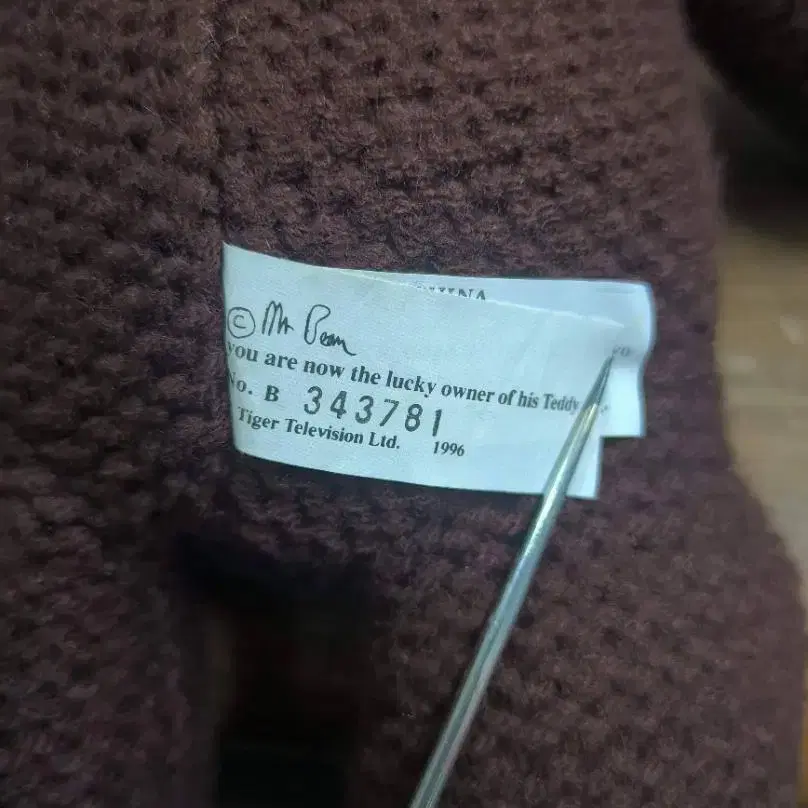 © Mr Bean
you are now the lucky owner of his Teddy
No. B 343781
Tiger Television Ltd. 1996